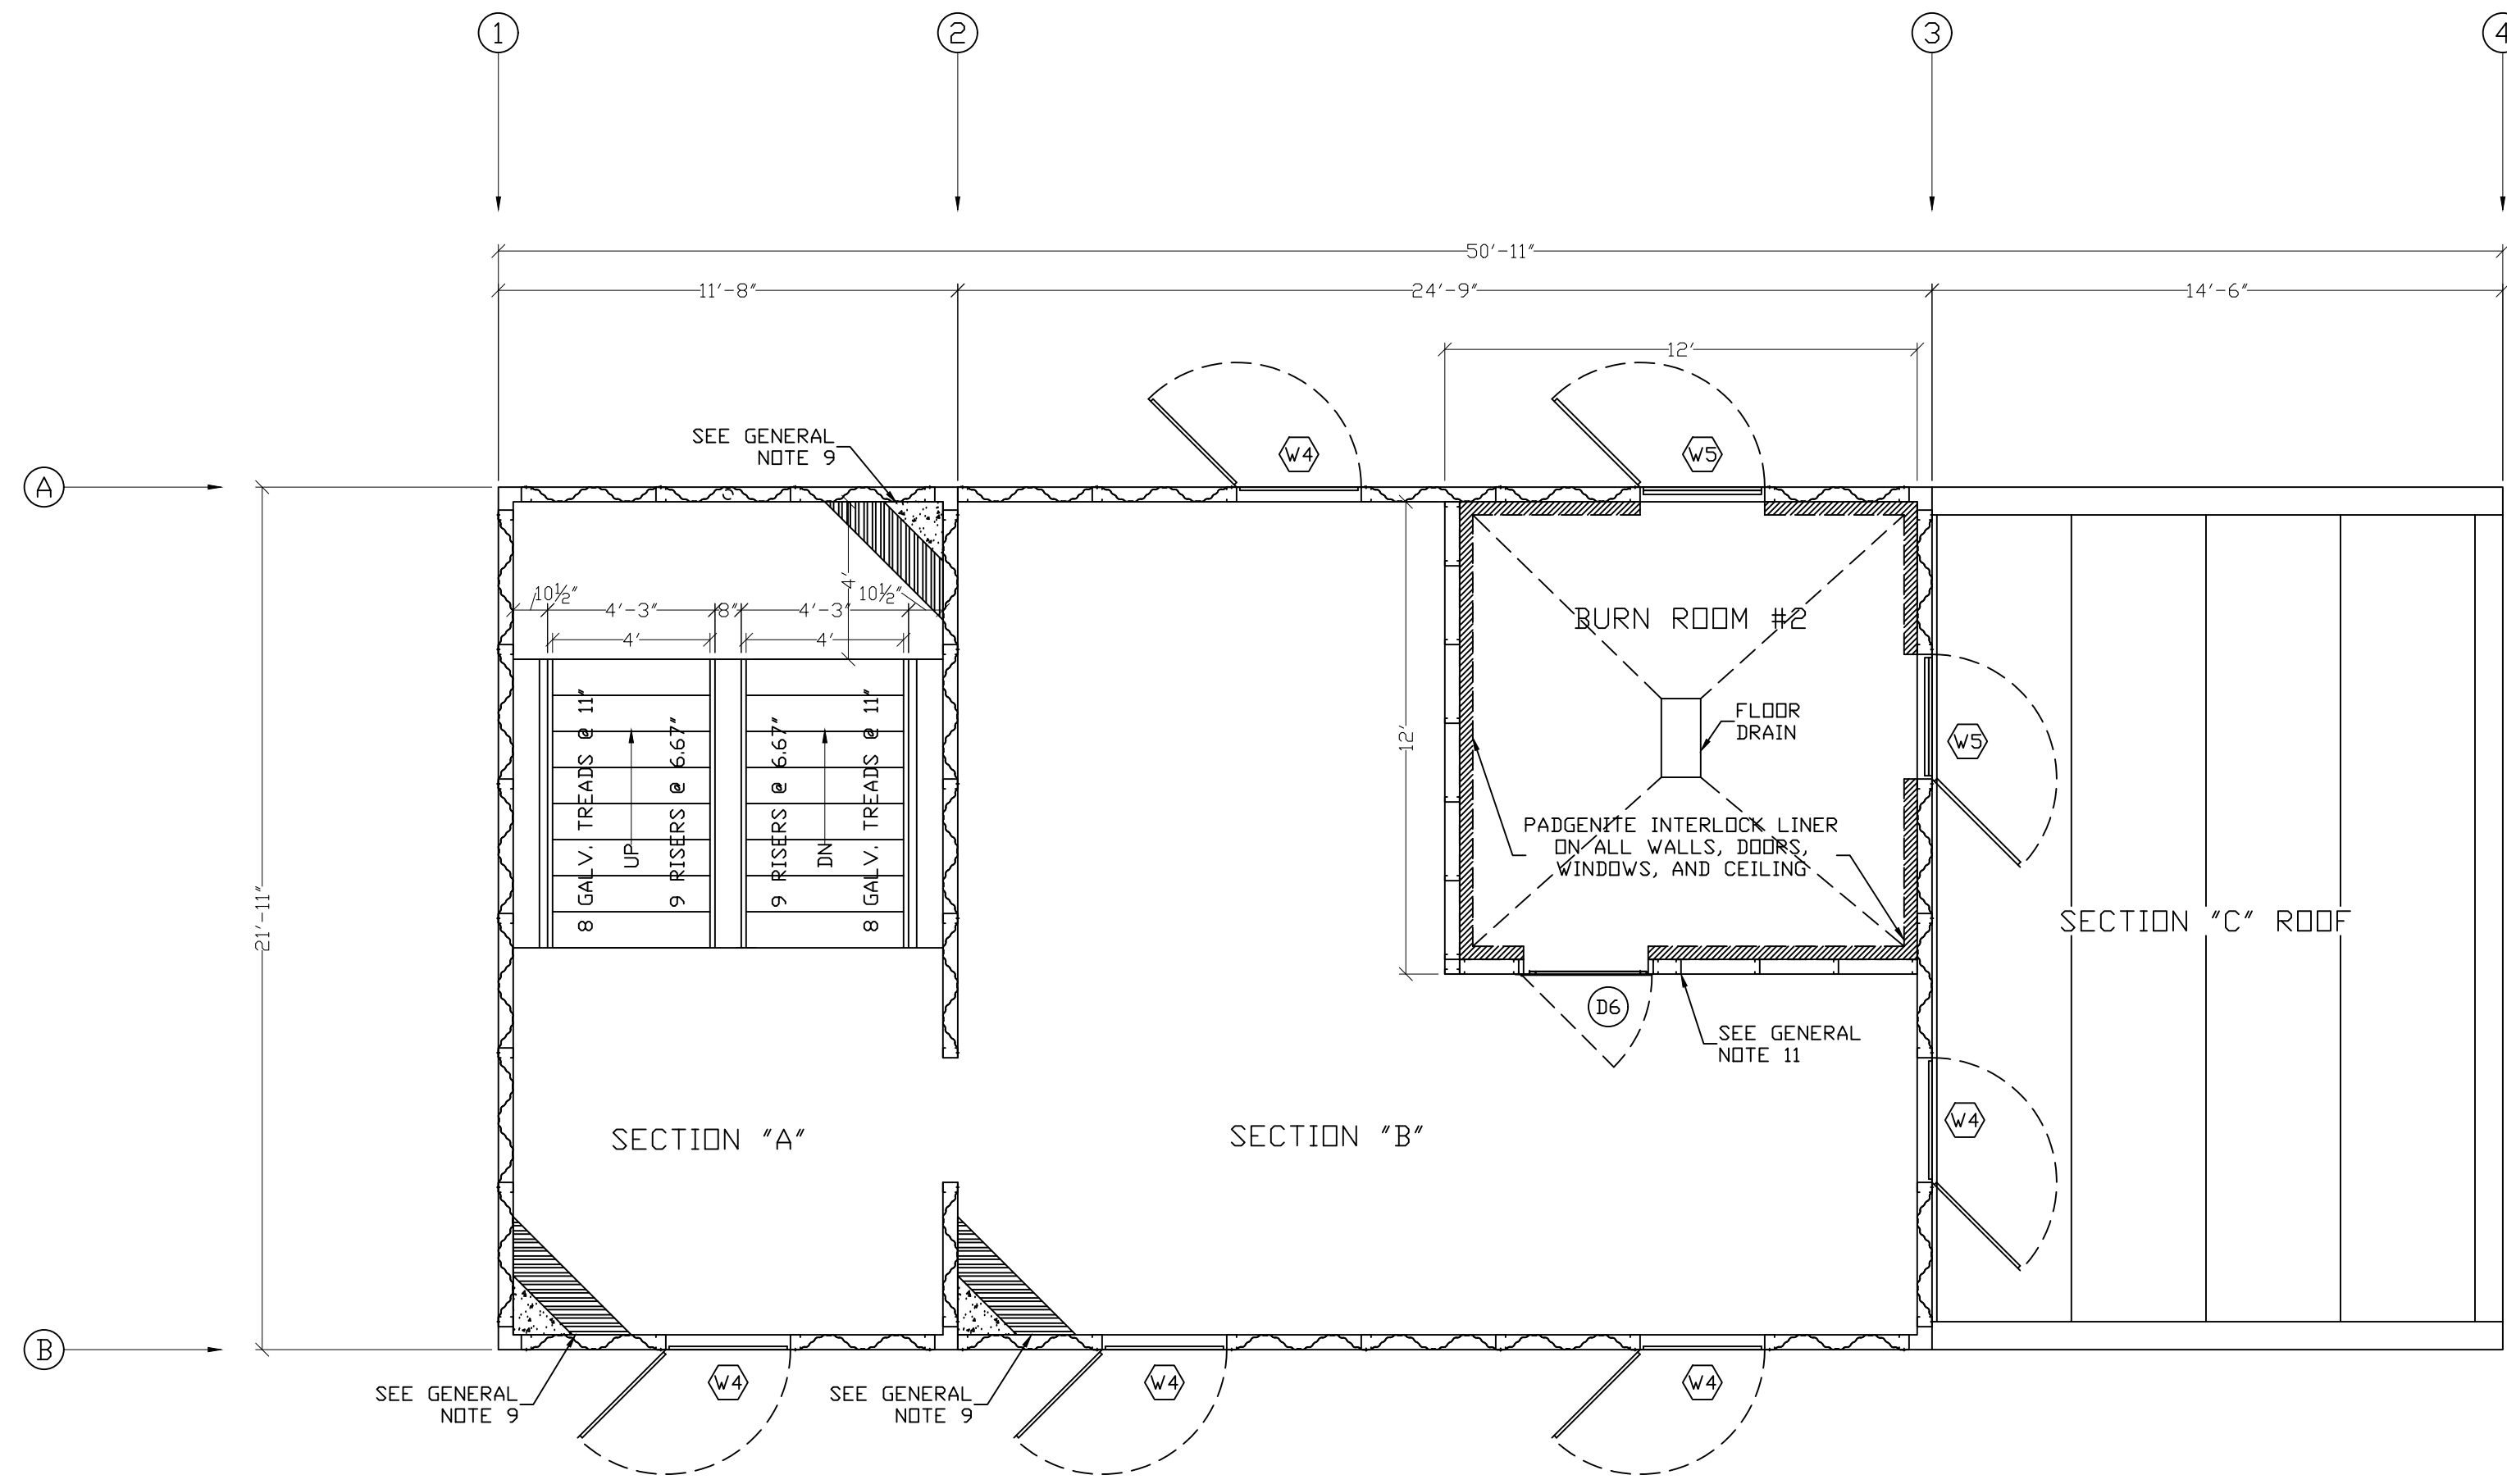 1
2
3
4
50'-11"
11'-8"
24'-9"
14'-6"
12'
SEE GENERAL
NOTE 9
W4
W5
A
10½"
4'-3"
8"
4'-3"
10½"
4'
4'
4'
BURN ROOM #2
8 GALV. TREADS @ 11"
UP
9 RISERS @ 6.67"
9 RISERS @ 6.67"
DN
8 GALV. TREADS @ 11"
12'
FLOOR
DRAIN
W5
PADGENITE INTERLOCK LINER
ON ALL WALLS, DOORS,
WINDOWS, AND CEILING
21'-11"
SECTION "C" ROOF
D6
SEE GENERAL
NOTE 11
W4
SECTION "A"
SECTION "B"
B
SEE GENERAL
NOTE 9
W4
SEE GENERAL
NOTE 9
W4
W4